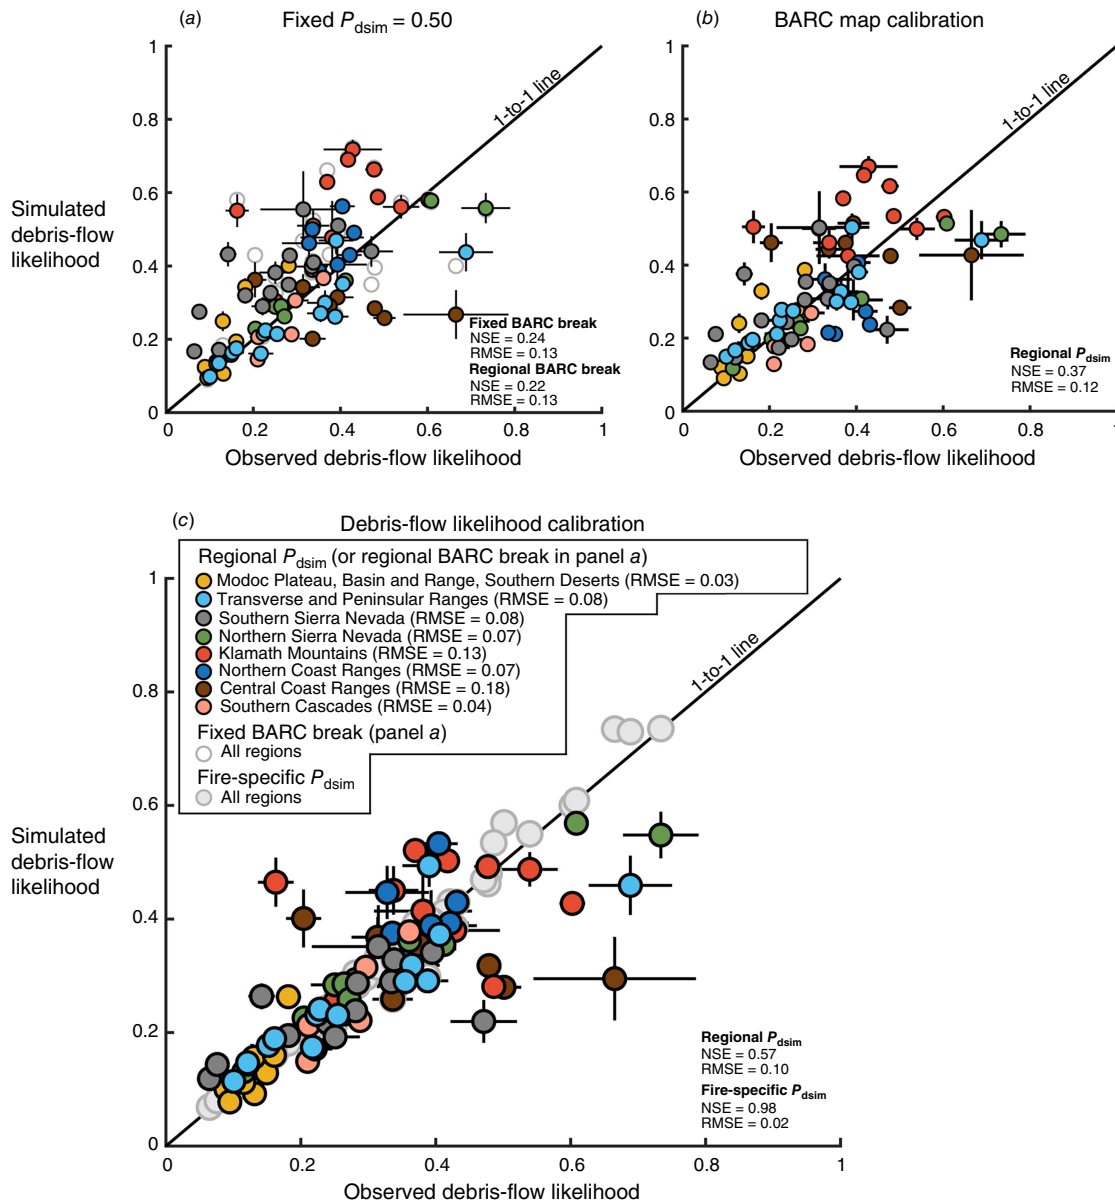 (a) Fixed Pdsim = 0.50
1
0.8
0.6
0.4
0.2
0
0 0.2 0.4 0.6 0.8 1
Simulated
debris-flow
likelihood
Observed debris-flow likelihood
1-to-1 line
Fixed BARC break
NSE = 0.24
RMSE = 0.13
Regional BARC break
NSE = 0.22
RMSE = 0.13
(b) BARC map calibration
1
0.8
0.6
0.4
0.2
0
0 0.2 0.4 0.6 0.8 1
Observed debris-flow likelihood
1-to-1 line
Regional Pdsim
NSE = 0.37
RMSE = 0.12
(c) Debris-flow likelihood calibration
Regional Pdsim (or regional BARC break in panel a)
Modoc Plateau, Basin and Range, Southern Deserts (RMSE = 0.03)
Transverse and Peninsular Ranges (RMSE = 0.08)
Southern Sierra Nevada (RMSE = 0.08)
Northern Sierra Nevada (RMSE = 0.07)
Klamath Mountains (RMSE = 0.13)
Northern Coast Ranges (RMSE = 0.07)
Central Coast Ranges (RMSE = 0.18)
Southern Cascades (RMSE = 0.04)
Fixed BARC break (panel a)
All regions
Fire-specific Pdsim
All regions
1
0.8
0.6
0.4
0.2
0
0 0.2 0.4 0.6 0.8 1
Simulated
debris-flow
likelihood
Observed debris-flow likelihood
1-to-1 line
Regional Pdsim
NSE = 0.57
RMSE = 0.10
Fire-specific Pdsim
NSE = 0.98
RMSE = 0.02